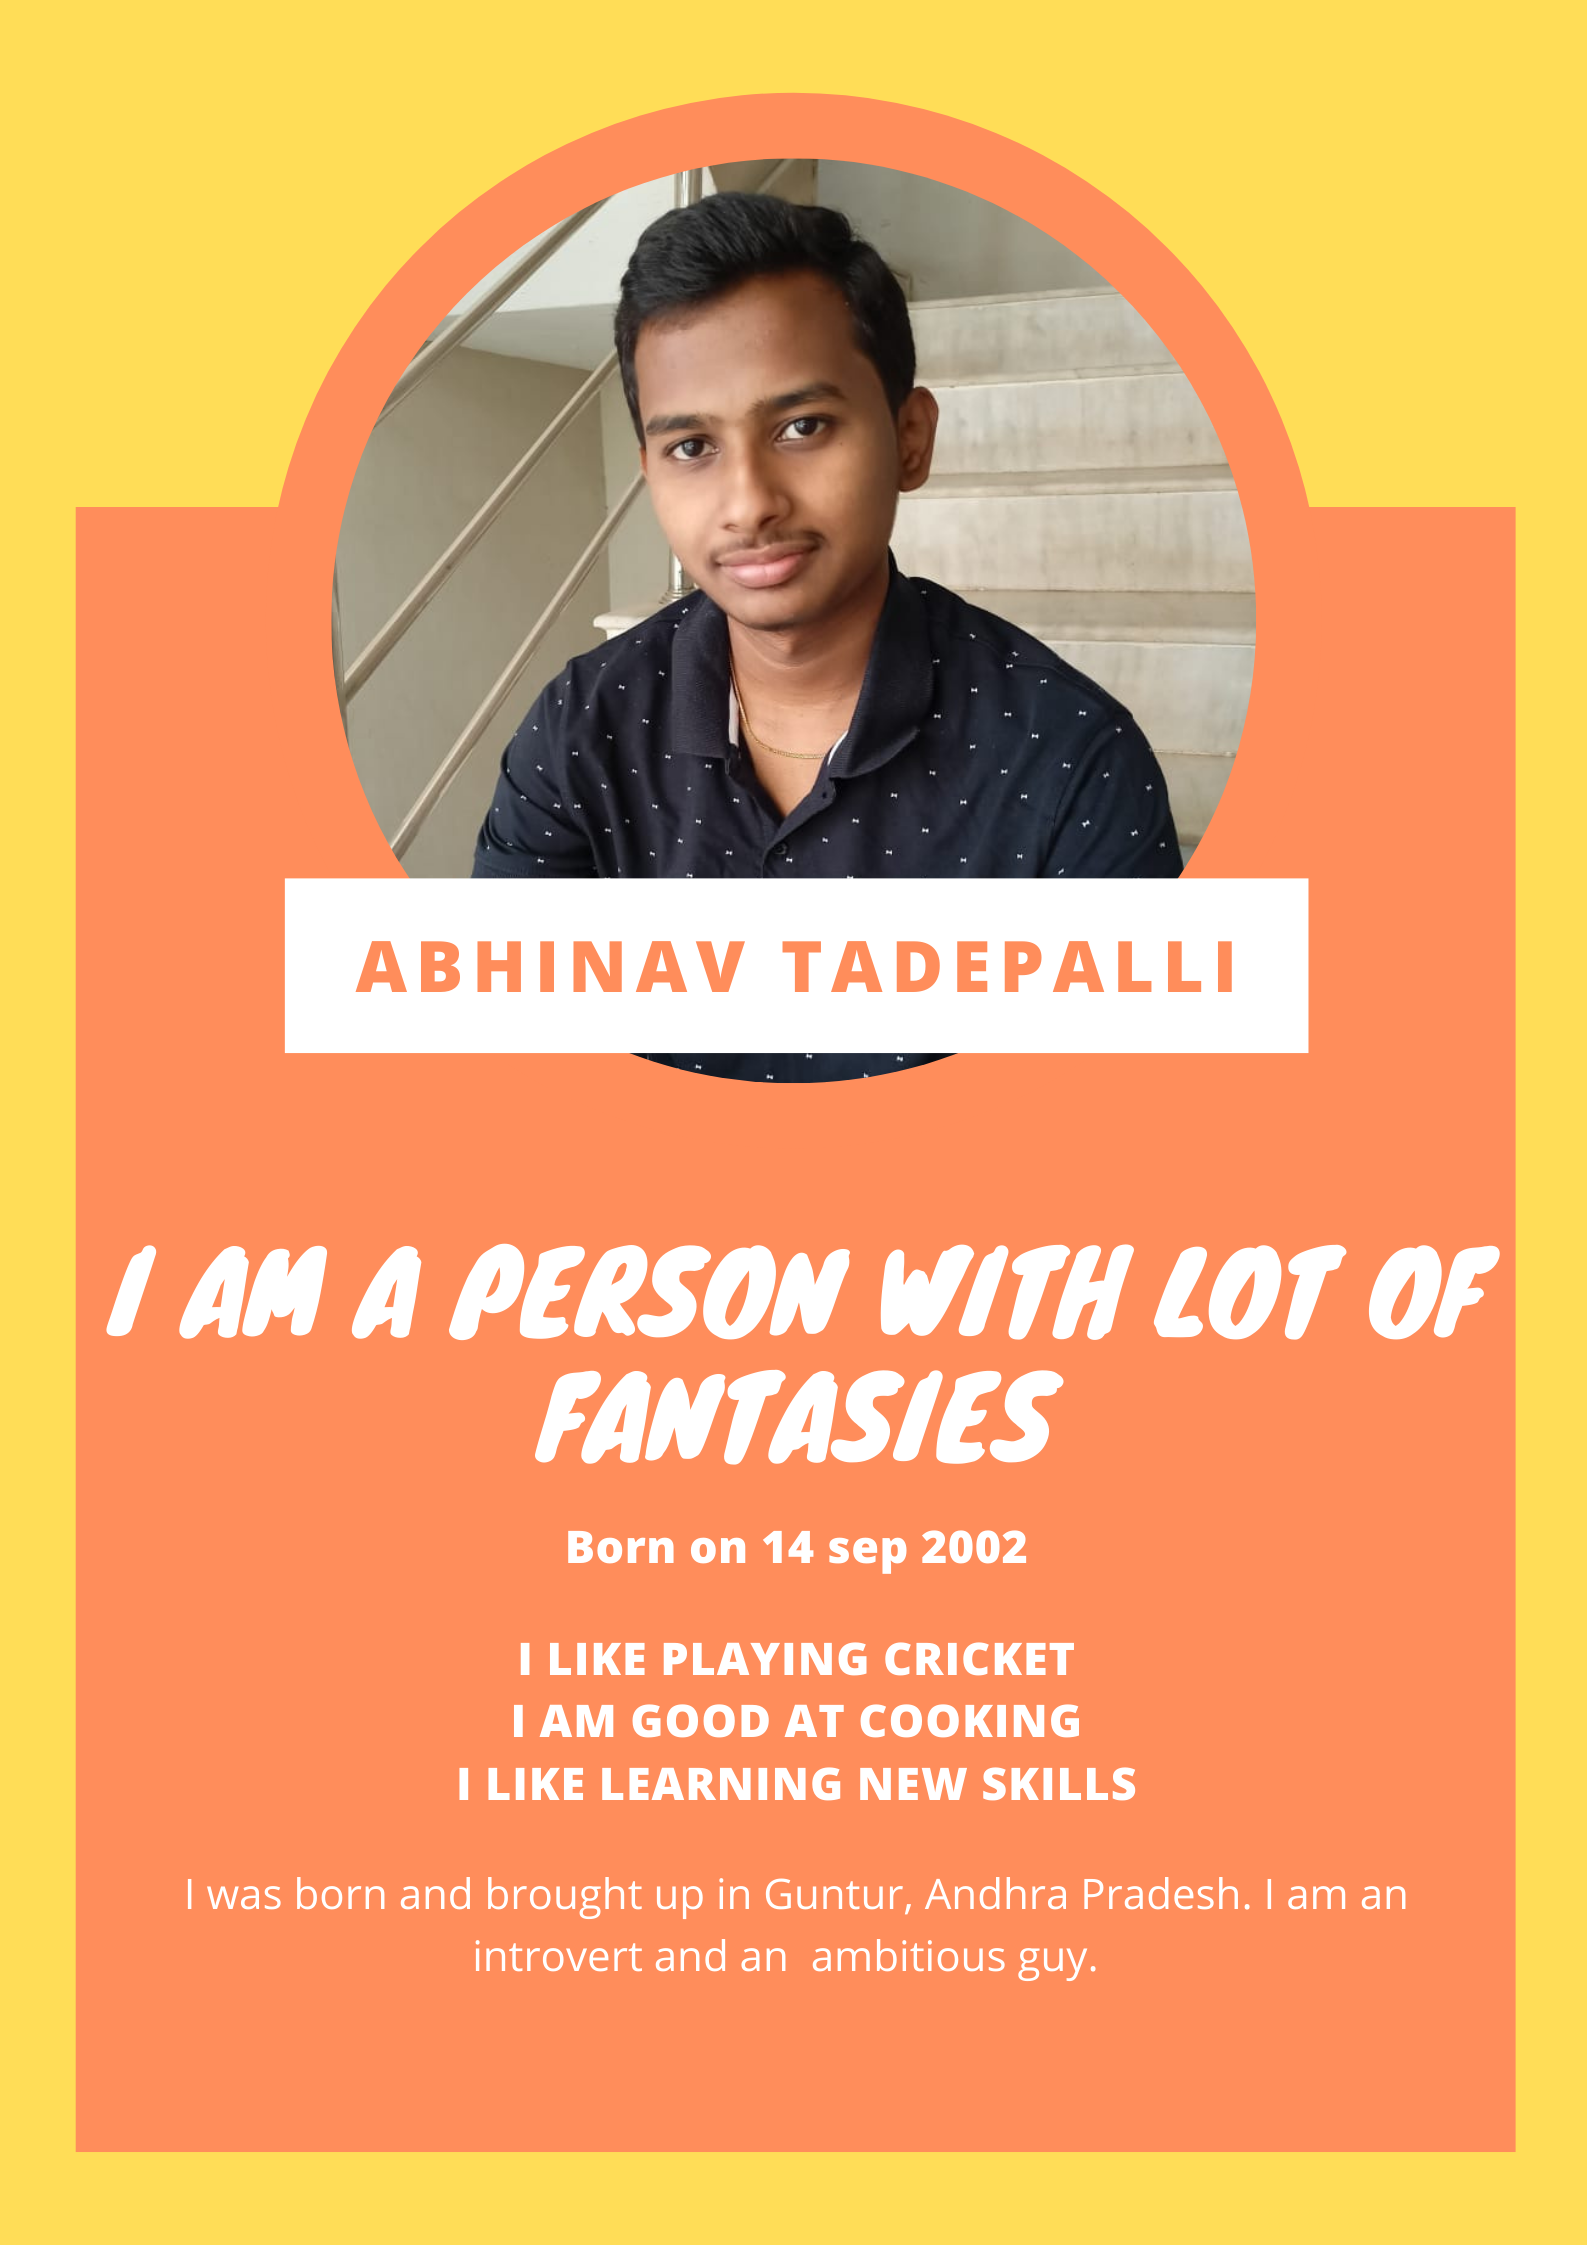 ABHINAV TADEPALLI
I AM A PERSON WITH LOT OF
FANTASIES
Born on 14 sep 2002
I LIKE PLAYING CRICKET
I AM GOOD AT COOKING
I LIKE LEARNING NEW SKILLS
I was born and brought up in Guntur, Andhra Pradesh. I am an
introvert and an  ambitious guy.